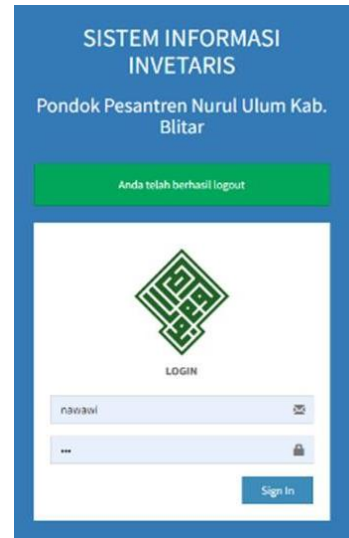 SISTEM INFORMASI
INVETARIS
Pondok Pesantren Nurul Ulum Kab.
Blitar
Anda telah berhasil logout
LOGIN
nawawi
•••
Sign In